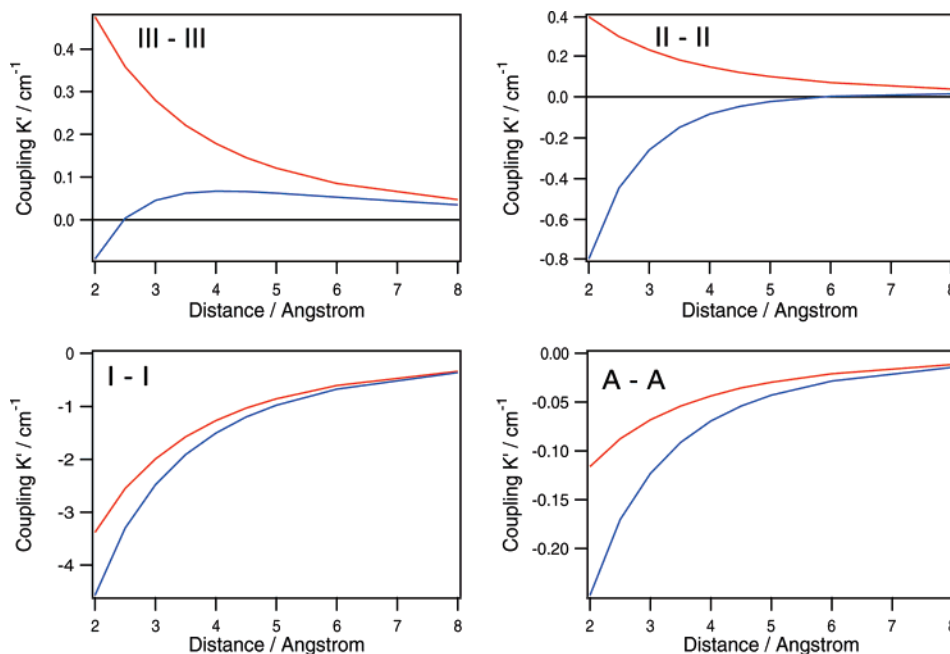 III - III
Coupling K' / cm⁻¹
0.4
0.3
0.2
0.1
0.0
2 3 4 5 6 7 8
Distance / Angstrom
II - II
Coupling K' / cm⁻¹
0.4
0.2
0.0
-0.2
-0.4
-0.6
-0.8
2 3 4 5 6 7 8
Distance / Angstrom
I - I
Coupling K' / cm⁻¹
0
-1
-2
-3
-4
2 3 4 5 6 7 8
Distance / Angstrom
A - A
Coupling K' / cm⁻¹
0.00
-0.05
-0.10
-0.15
-0.20
2 3 4 5 6 7 8
Distance / Angstrom